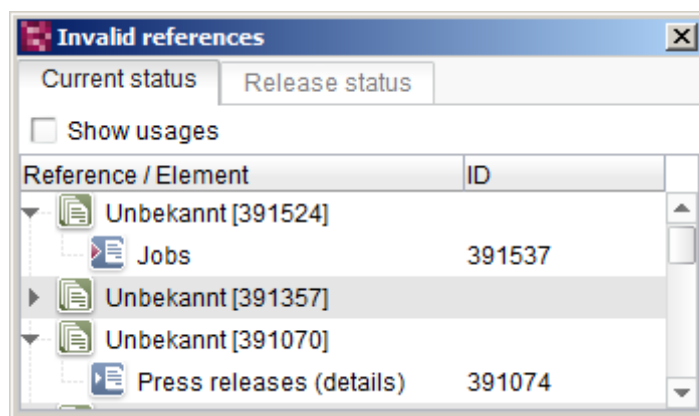 Invalid references
Current status Release status
Show usages
Reference / Element ID
Unbekannt [391524]
Jobs 391537
Unbekannt [391357]
Unbekannt [391070]
Press releases (details) 391074